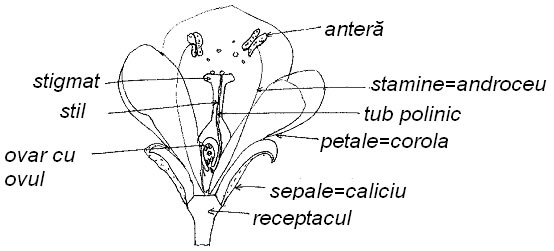 anteră
stigmat
stamine=androceu
stil
tub polinic
petale=corola
ovar cu
ovul
sepale=caliciu
receptacul